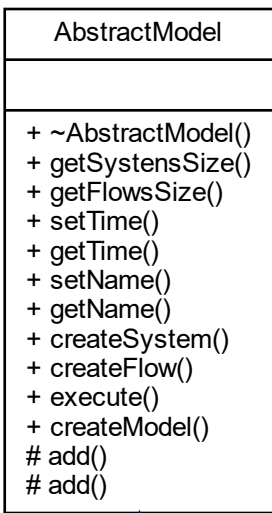 AbstractModel
+ ~AbstractModel()
+ getSystensSize()
+ getFlowsSize()
+ setTime()
+ getTime()
+ setName()
+ getName()
+ createSystem()
+ createFlow()
+ execute()
+ createModel()
# add()
# add()